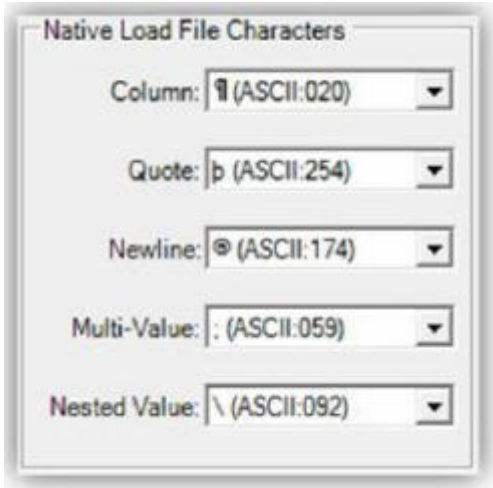 Native Load File Characters
Column: ¶ (ASCII:020)
Quote: þ (ASCII:254)
Newline: ® (ASCII:174)
Multi-Value: ; (ASCII:059)
Nested Value: \ (ASCII:092)